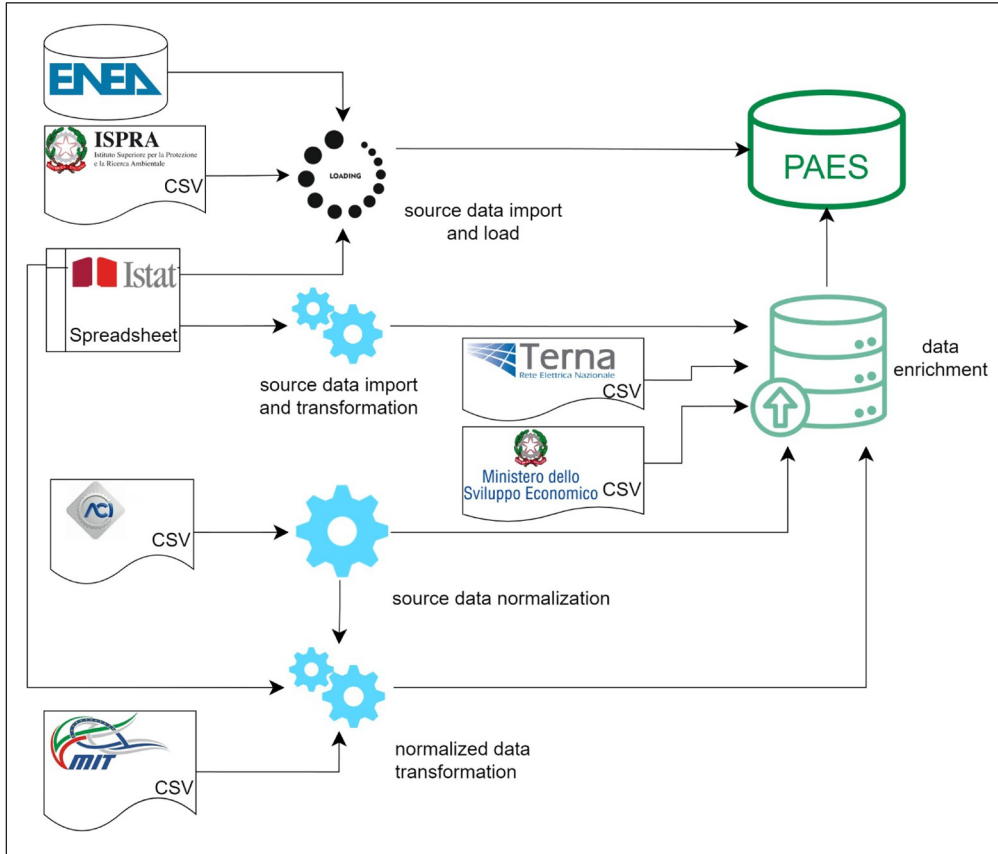 ENEA
ISPRA
Istituto Superiore per la Protezione
e la Ricerca Ambientale
CSV
LOADING
PAES
source data import
and load
Istat
Spreadsheet
source data import
and transformation
Terna
Rete Elettrica Nazionale
CSV
data
enrichment
Ministero dello
Sviluppo Economico
CSV
ACI
CSV
source data normalization
MIT
CSV
normalized data
transformation